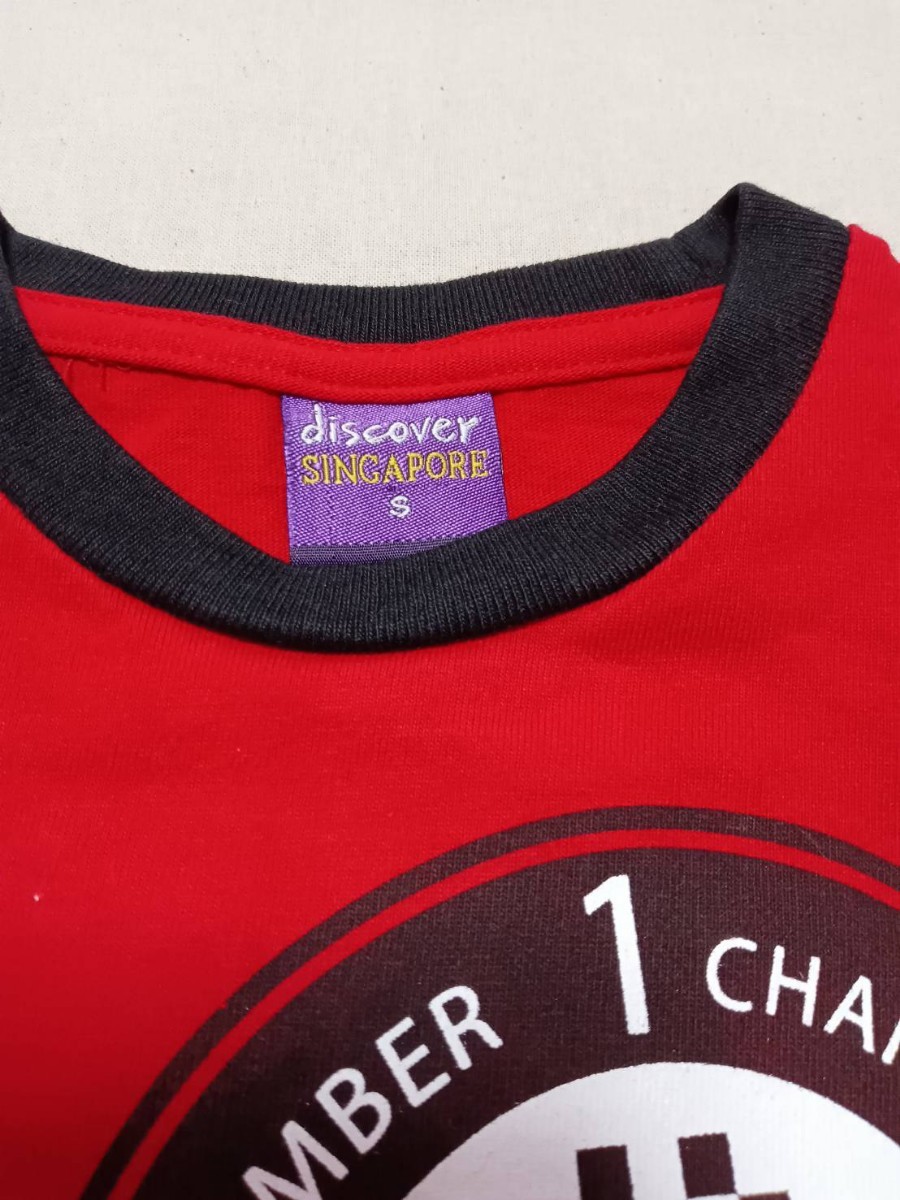 discover
SINGAPORE
S
MBER 1 CHA